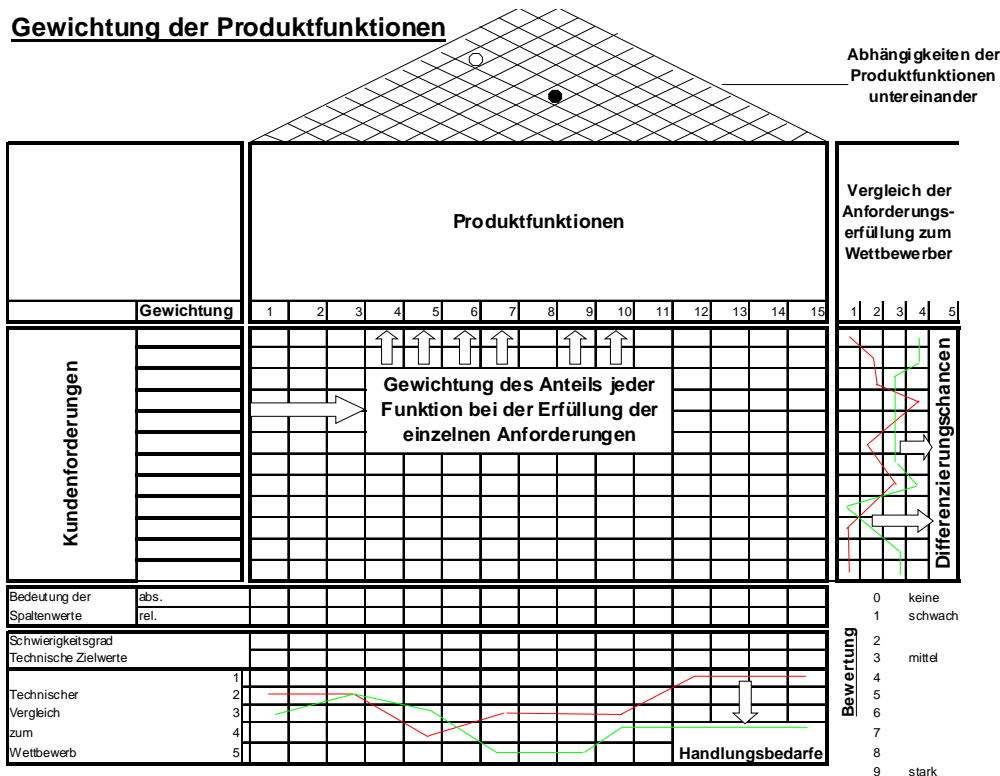 Gewichtung der Produktfunktionen
Abhängigkeiten der
Produktfunktionen
untereinander
Produktfunktionen
Vergleich der
Anforderungs-
erfüllung zum
Wettbewerber
Gewichtung
1 2 3 4 5 6 7 8 9 10 11 12 13 14 15
1 2 3 4 5
Kundenforderungen
Gewichtung des Anteils jeder
Funktion bei der Erfüllung der
einzelnen Anforderungen
Differenzierungschancen
Bedeutung der abs.
Spaltenwerte rel.
Schwierigkeitsgrad
Technische Zielwerte
1
Technischer 2
Vergleich 3
zum 4
Wettbewerb 5
Handlungsbedarfe
Bewertung
0 keine
1 schwach
2
3 mittel
4
5
6
7
8
9 stark